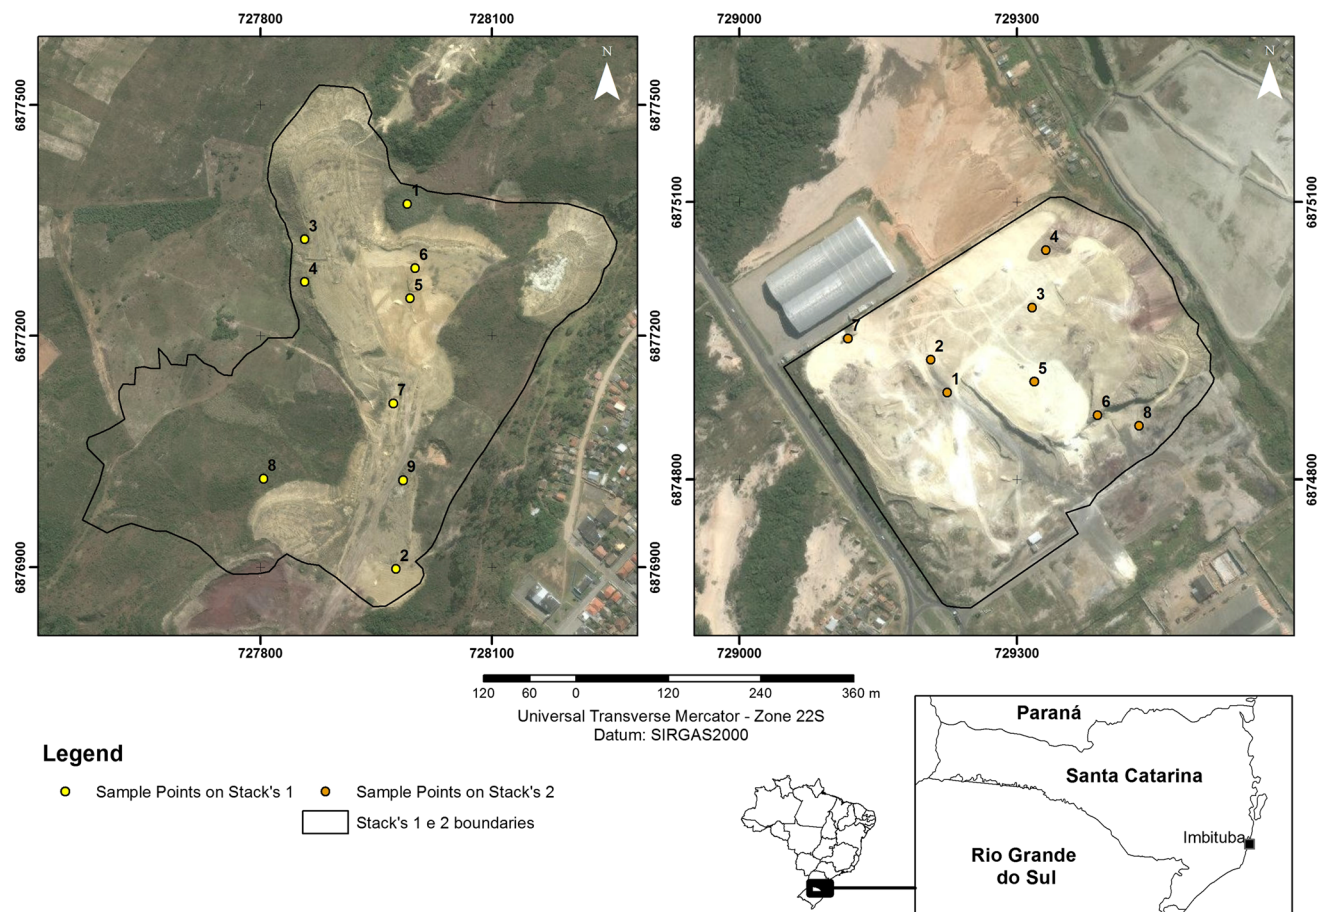 727800 728100 729000 729300
N N
6877500 6877500
1
3
6
4
5
6877200 6877200
7
8
9
2
6876900 6876900
727800 728100
6875100 6875100
4
3
7
2
5
1
6
8
6874800 6874800
729000 729300
120 60 0 120 240 360 m
Universal Transverse Mercator - Zone 22S
Datum: SIRGAS2000
Legend
Sample Points on Stack's 1
Sample Points on Stack's 2
Stack's 1 e 2 boundaries
Paraná
Santa Catarina
Imbituba
Rio Grande
do Sul